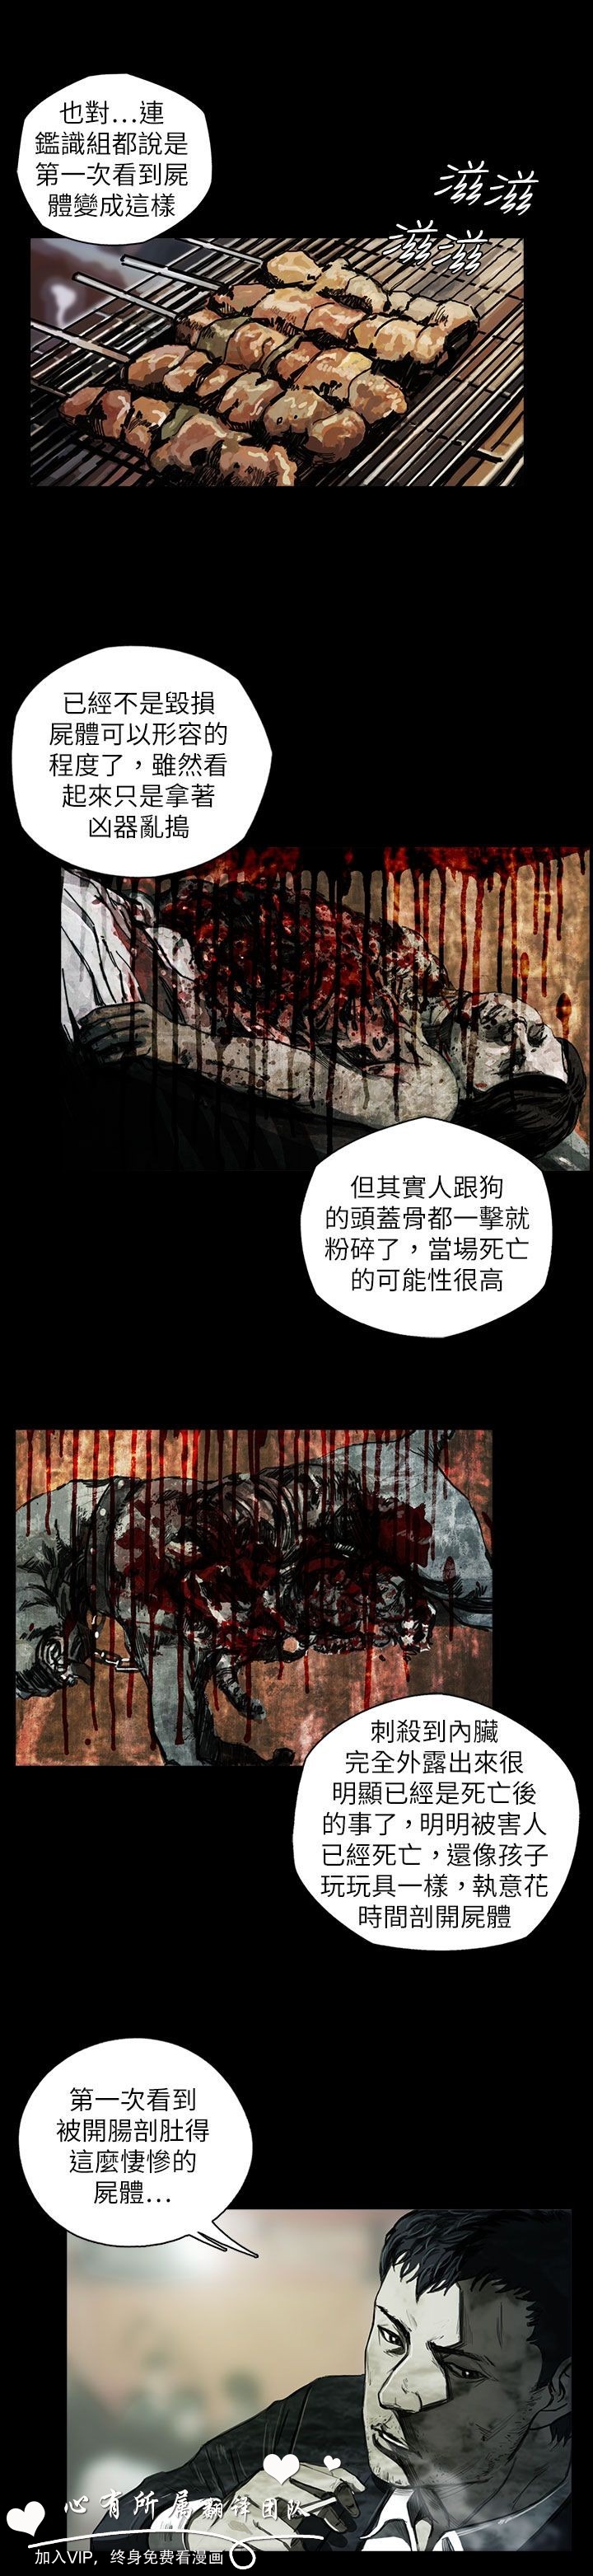 也對...連
鑑識組都說是
第一次看到屍
體變成這樣
滋滋
滋滋
已經不是毀損
屍體可以形容的
程度了，雖然看
起來只是拿著
凶器亂搗
但其實人跟狗
的頭蓋骨都一擊就
粉碎了，當場死亡
的可能性很高
刺殺到內臟
完全外露出來很
明顯已經是死亡後
的事了，明明被害人
已經死亡，還像孩子
玩玩具一樣，執意花
時間剖開屍體
第一次看到
被開腸剖肚得
這麼悽慘的
屍體...
心有所属翻译团队
加入VIP，终身免费看漫画